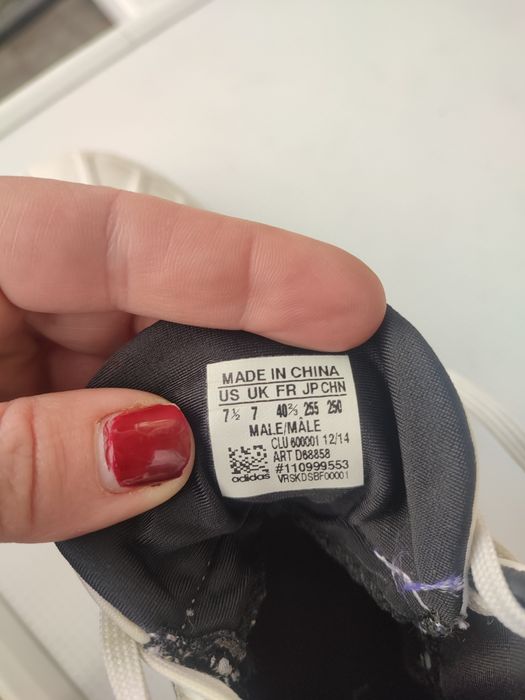 MADE IN CHINA
US UK FR JP CHN
7½ 7 40⅔ 255 250
MALE/MÂLE
CLU 600001 12/14
ART D68858
#110999553
adidas VRSKDSBF00001